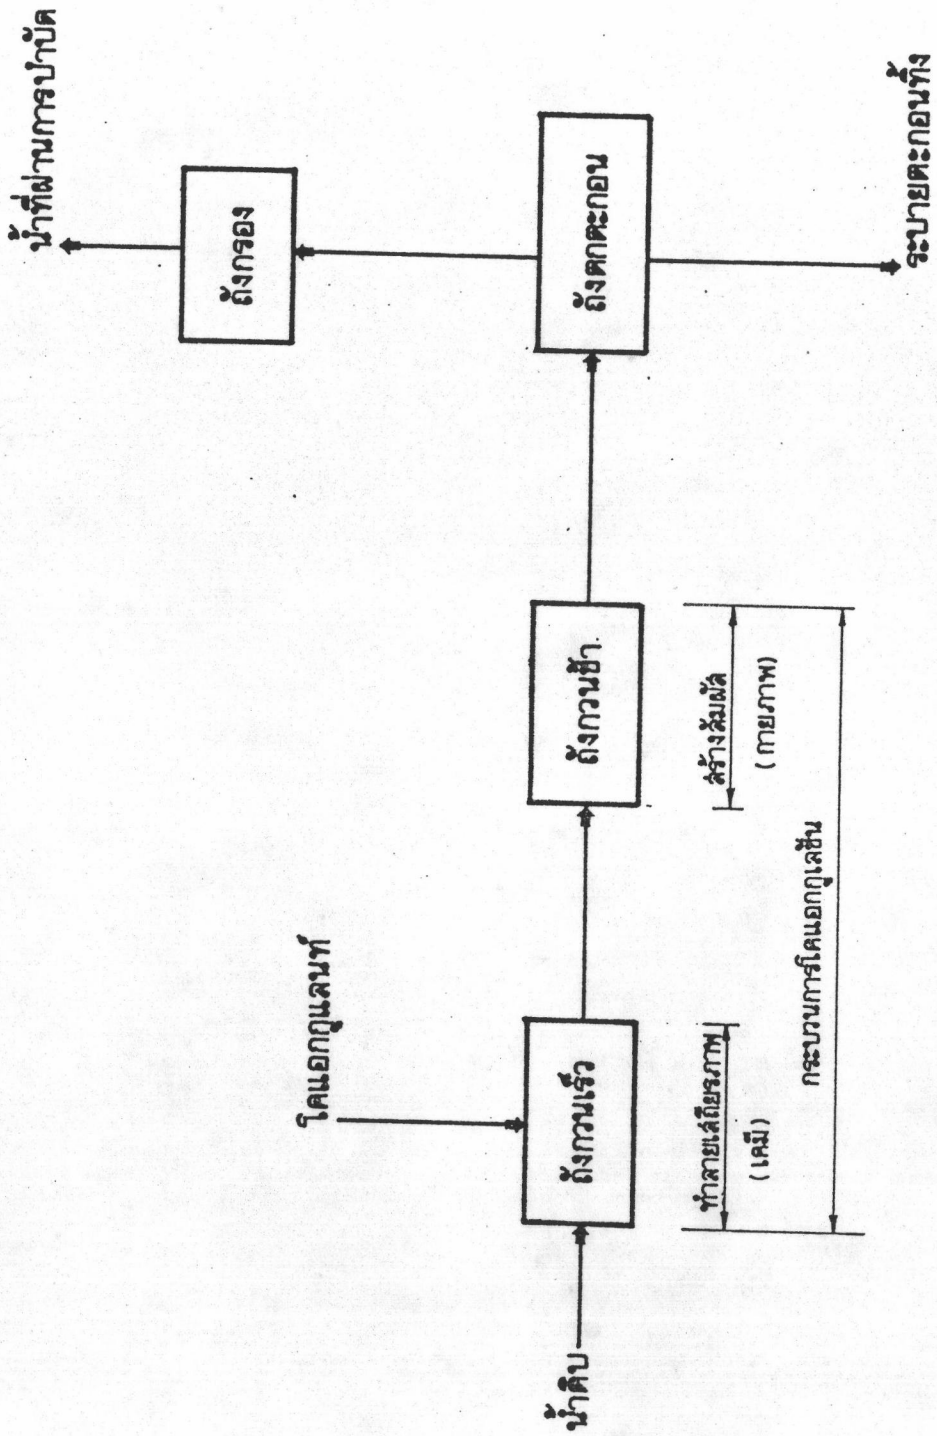 น้ำที่ผ่านการบำบัด
ถังกรอง
โคแอกกูแลนท์
น้ำดิบ
ถังกวนเร็ว
ถังกวนช้า
ถังตกตะกอน
ทำลายเสถียรภาพ
(เคมี)
สร้างสัมผัส
(กายภาพ)
กระบวนการโคแอกกูเลชัน
ระบายตะกอนทิ้ง